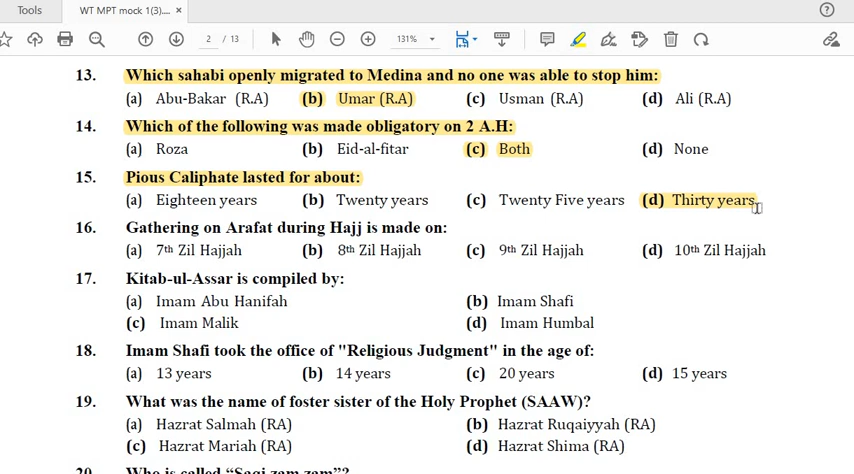 Tools
WT MPT mock 1(3).... ×
2 / 13
131%
13. Which sahabi openly migrated to Medina and no one was able to stop him:
(a) Abu-Bakar (R.A) (b) Umar (R.A) (c) Usman (R.A) (d) Ali (R.A)
14. Which of the following was made obligatory on 2 A.H:
(a) Roza (b) Eid-al-fitar (c) Both (d) None
15. Pious Caliphate lasted for about:
(a) Eighteen years (b) Twenty years (c) Twenty Five years (d) Thirty years
16. Gathering on Arafat during Hajj is made on:
(a) 7th Zil Hajjah (b) 8th Zil Hajjah (c) 9th Zil Hajjah (d) 10th Zil Hajjah
17. Kitab-ul-Assar is compiled by:
(a) Imam Abu Hanifah (b) Imam Shafi
(c) Imam Malik (d) Imam Humbal
18. Imam Shafi took the office of "Religious Judgment" in the age of:
(a) 13 years (b) 14 years (c) 20 years (d) 15 years
19. What was the name of foster sister of the Holy Prophet (SAAW)?
(a) Hazrat Salmah (RA) (b) Hazrat Ruqaiyyah (RA)
(c) Hazrat Mariah (RA) (d) Hazrat Shima (RA)
20. Who is called “Saqi zam zam”?